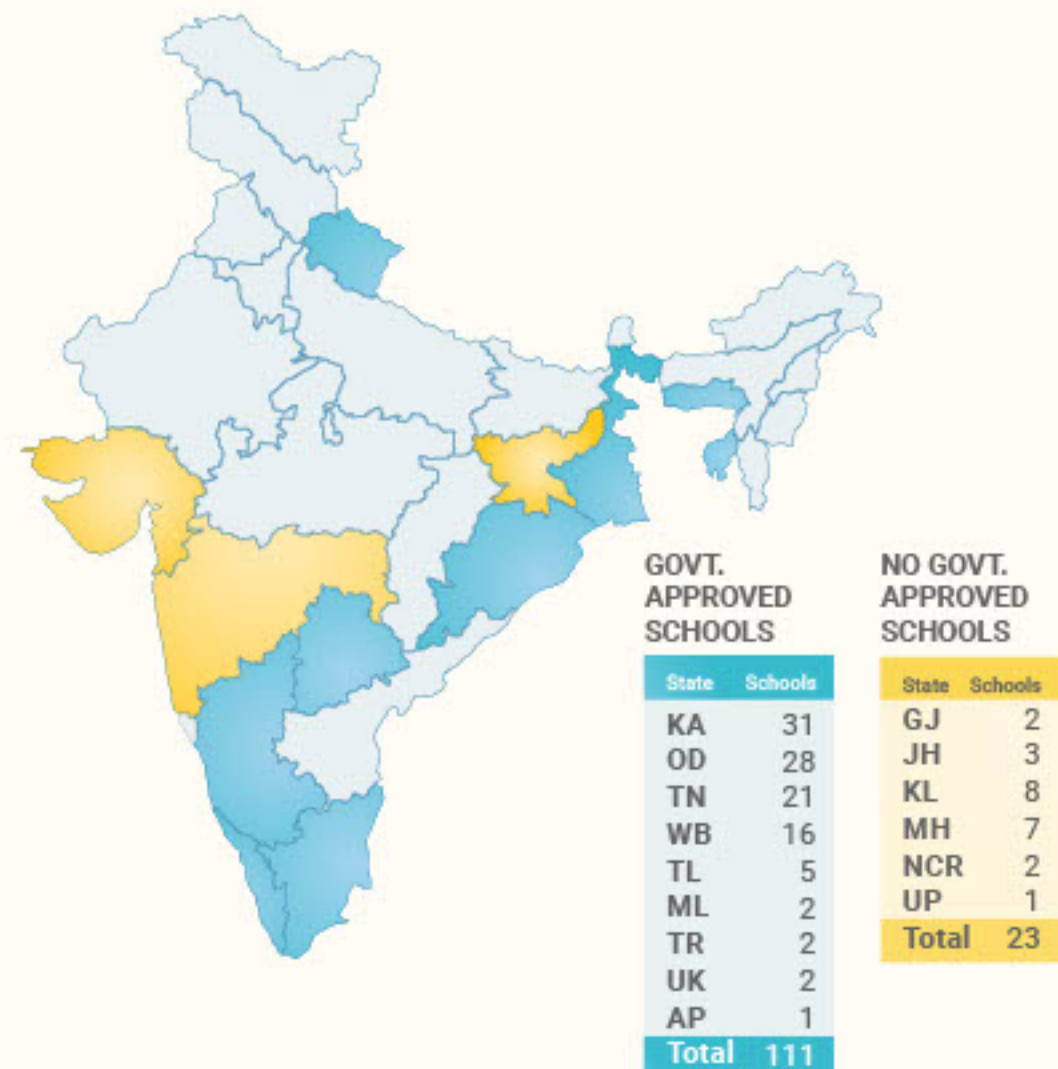 GOVT.
APPROVED
SCHOOLS
State Schools
KA 31
OD 28
TN 21
WB 16
TL 5
ML 2
TR 2
UK 2
AP 1
Total 111
NO GOVT.
APPROVED
SCHOOLS
State Schools
GJ 2
JH 3
KL 8
MH 7
NCR 2
UP 1
Total 23